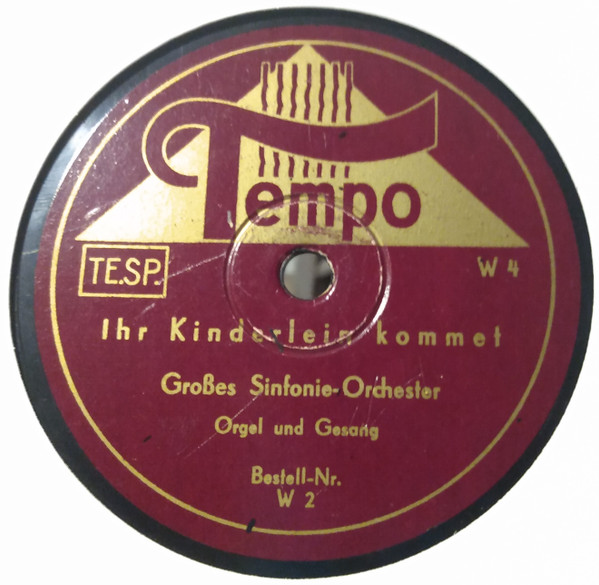 Tempo
TE.SP.
W 4
Ihr Kinderlein kommet
Großes Sinfonie-Orchester
Orgel und Gesang
Bestell-Nr.
W 2